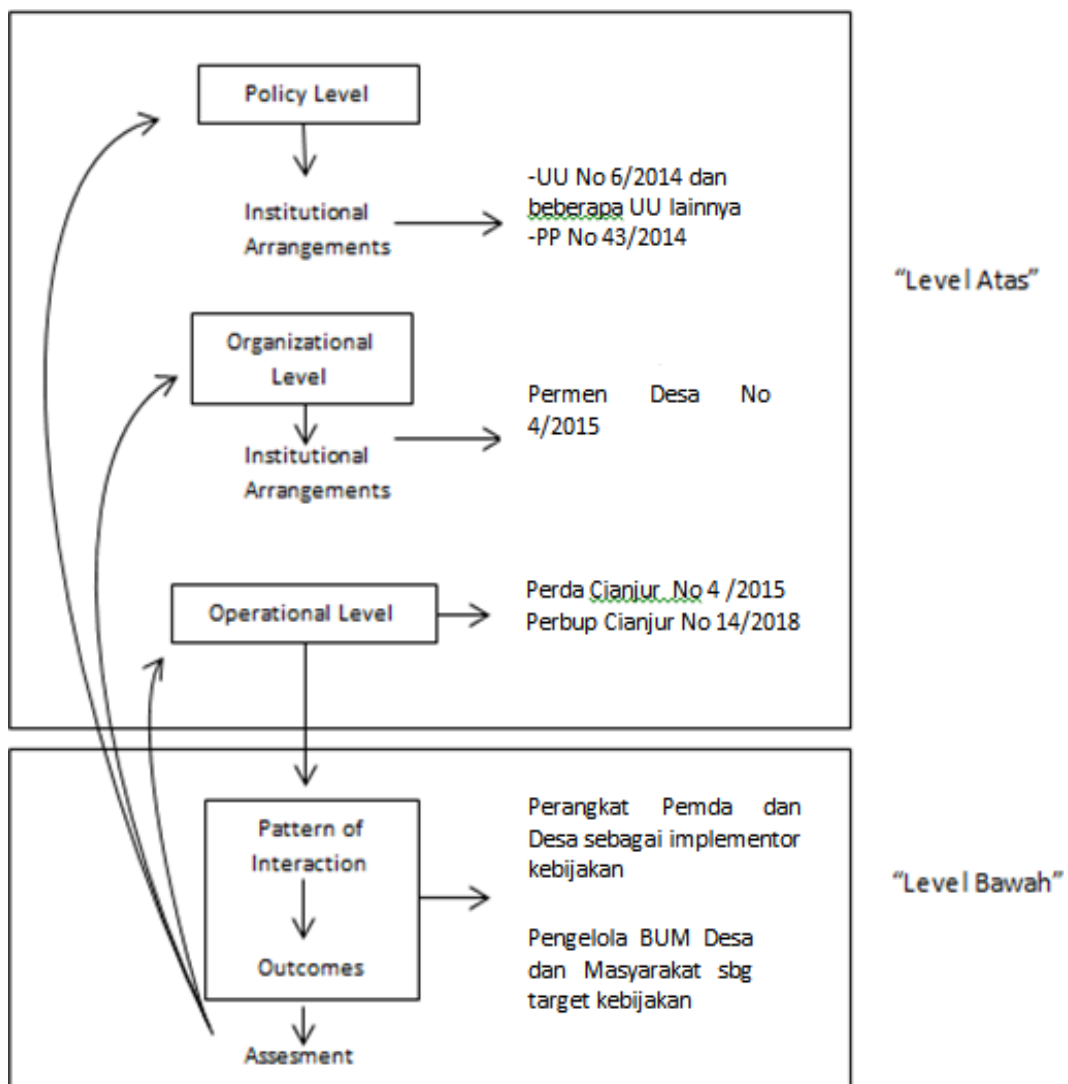 Policy Level
Institutional
Arrangements
-UU No 6/2014 dan
beberapa UU lainnya
-PP No 43/2014
"Level Atas"
Organizational
Level
Institutional
Arrangements
Permen Desa No
4/2015
Operational Level
Perda Cianjur No 4 /2015
Perbup Cianjur No 14/2018
Pattern of
Interaction
Outcomes
Assesment
Perangkat Pemda dan
Desa sebagai implementor
kebijakan
Pengelola BUM Desa
dan Masyarakat sbg
target kebijakan
"Level Bawah"